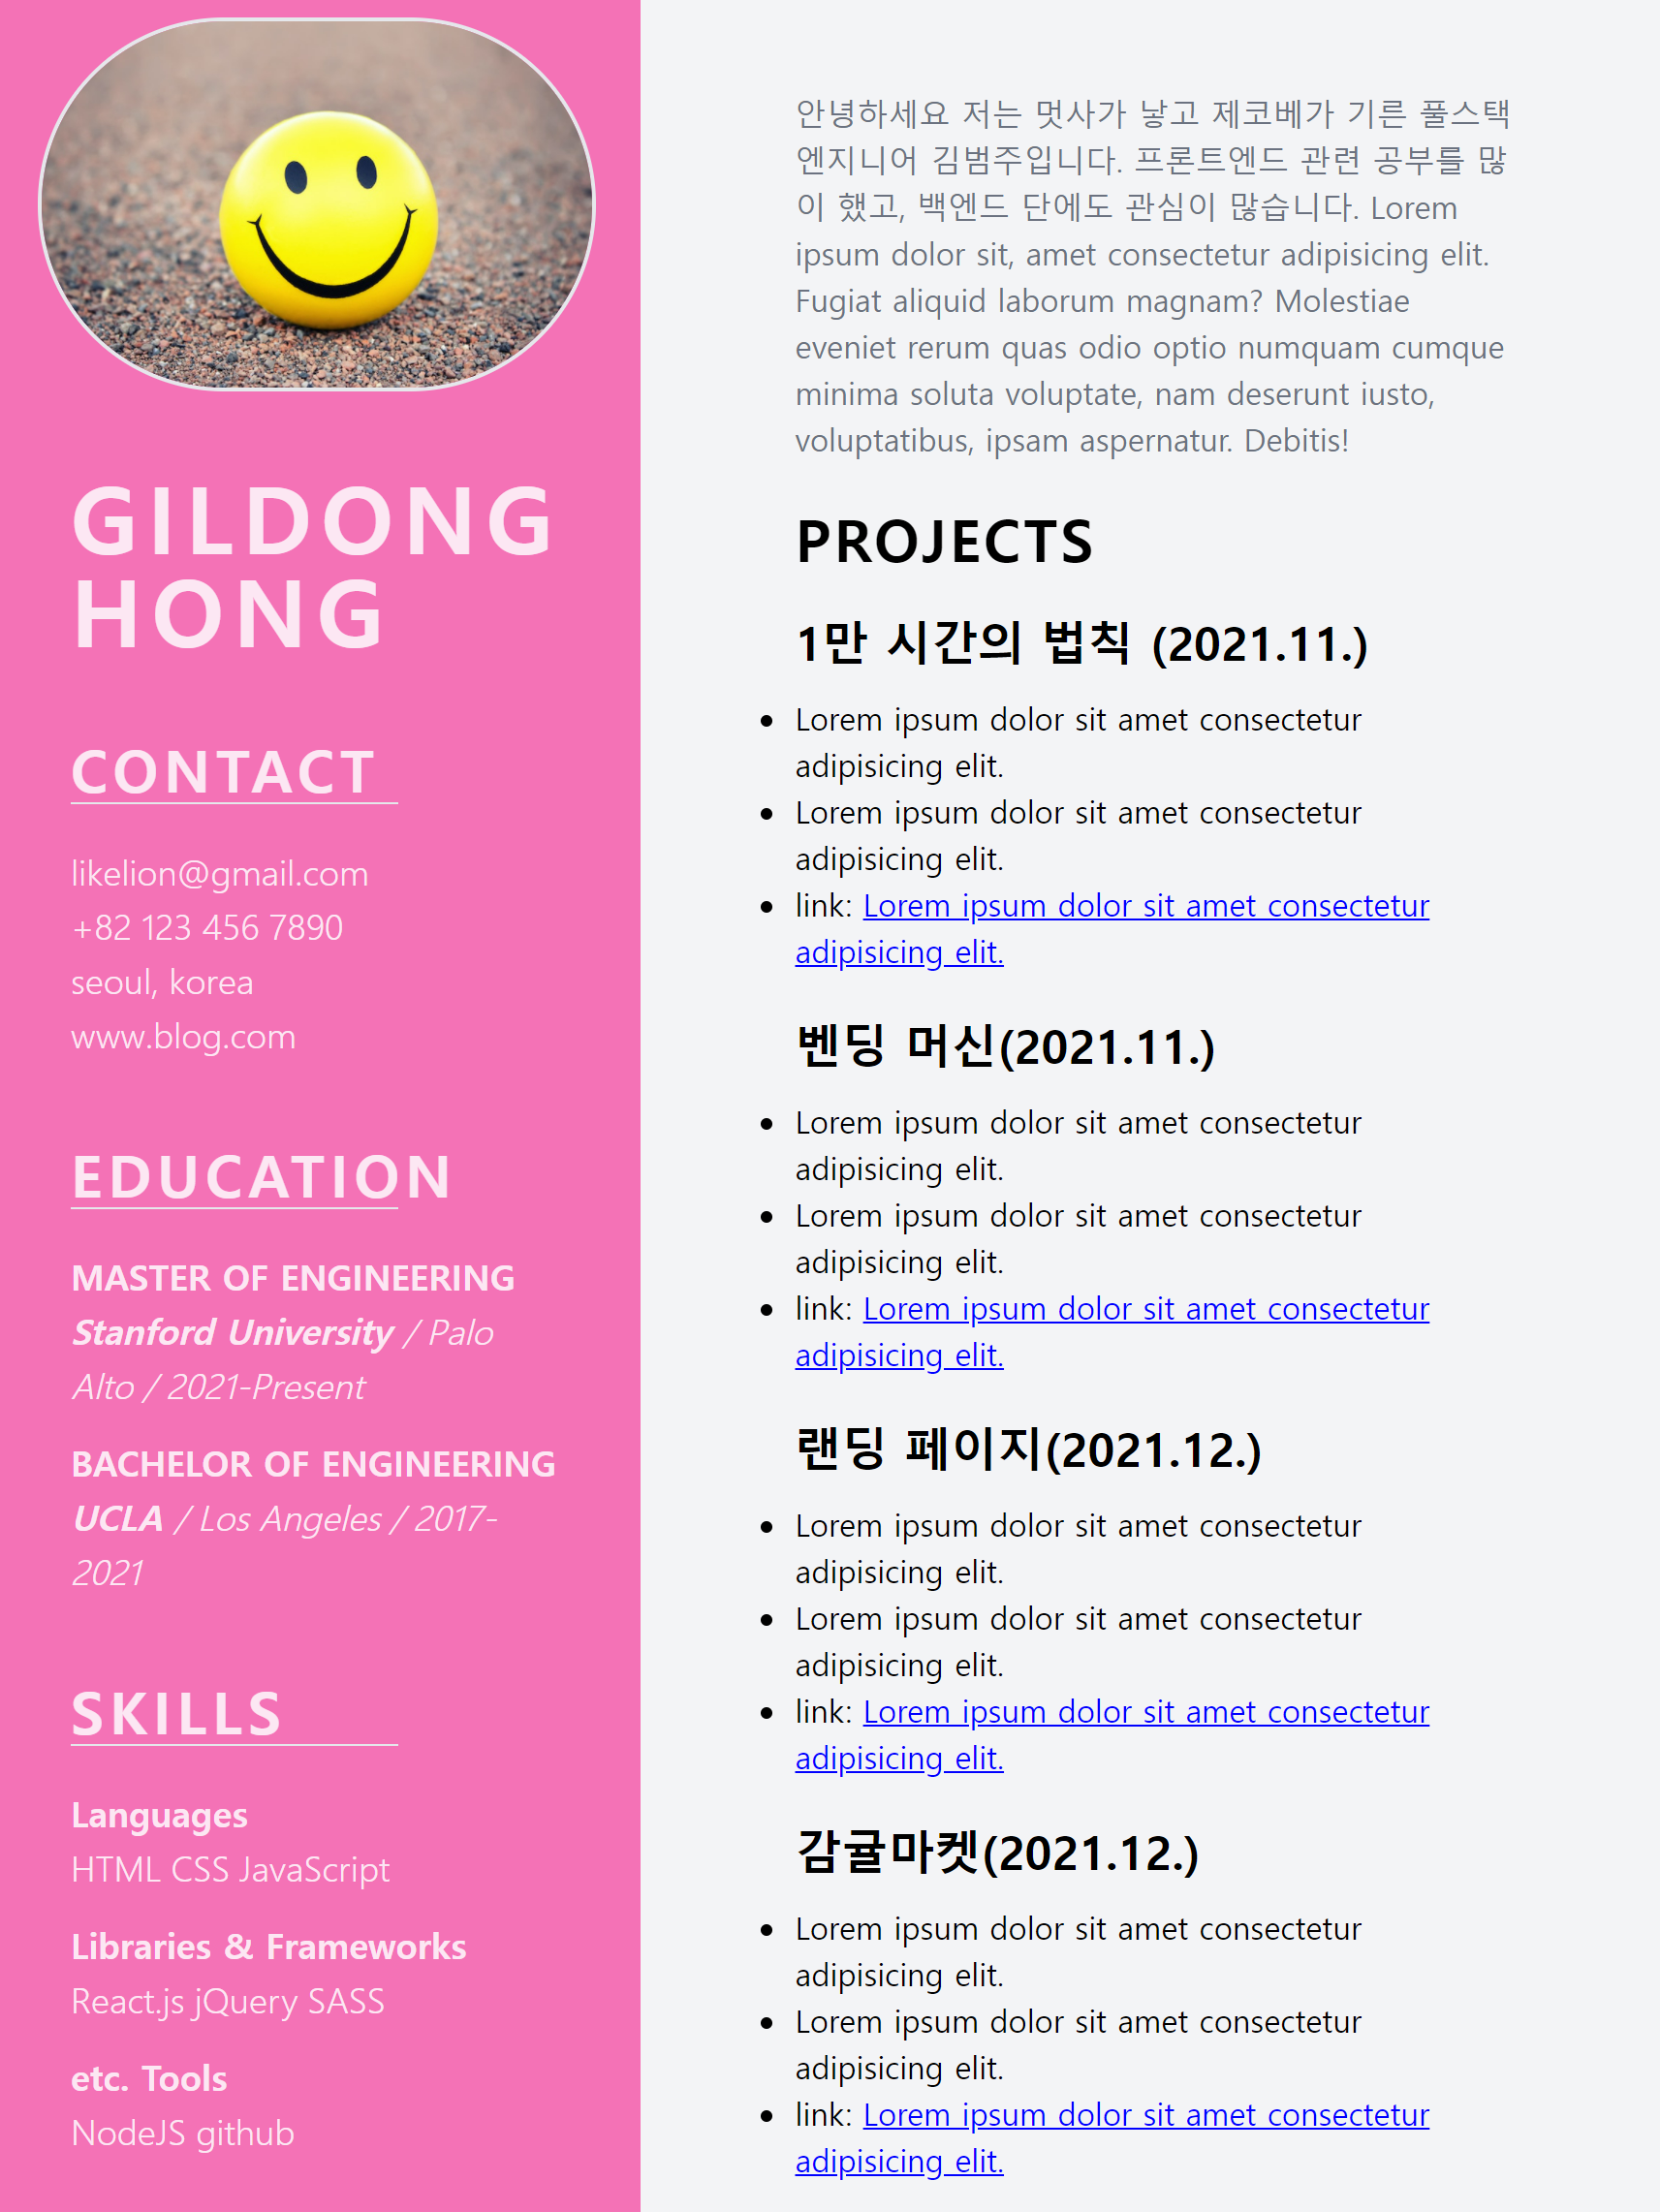 GILDONG
HONG
CONTACT
likelion@gmail.com
+82 123 456 7890
seoul, korea
www.blog.com
EDUCATION
MASTER OF ENGINEERING
Stanford University / Palo
Alto / 2021-Present
BACHELOR OF ENGINEERING
UCLA / Los Angeles / 2017-
2021
SKILLS
Languages
HTML CSS JavaScript
Libraries & Frameworks
React.js jQuery SASS
etc. Tools
NodeJS github
안녕하세요 저는 멋사가 낳고 제코베가 기른 풀스택
엔지니어 김범주입니다. 프론트엔드 관련 공부를 많
이 했고, 백엔드 단에도 관심이 많습니다. Lorem
ipsum dolor sit, amet consectetur adipisicing elit.
Fugiat aliquid laborum magnam? Molestiae
eveniet rerum quas odio optio numquam cumque
minima soluta voluptate, nam deserunt iusto,
voluptatibus, ipsam aspernatur. Debitis!
PROJECTS
1만 시간의 법칙 (2021.11.)
• Lorem ipsum dolor sit amet consectetur
adipisicing elit.
• Lorem ipsum dolor sit amet consectetur
adipisicing elit.
• link: Lorem ipsum dolor sit amet consectetur
adipisicing elit.
벤딩 머신(2021.11.)
• Lorem ipsum dolor sit amet consectetur
adipisicing elit.
• Lorem ipsum dolor sit amet consectetur
adipisicing elit.
• link: Lorem ipsum dolor sit amet consectetur
adipisicing elit.
랜딩 페이지(2021.12.)
• Lorem ipsum dolor sit amet consectetur
adipisicing elit.
• Lorem ipsum dolor sit amet consectetur
adipisicing elit.
• link: Lorem ipsum dolor sit amet consectetur
adipisicing elit.
감귤마켓(2021.12.)
• Lorem ipsum dolor sit amet consectetur
adipisicing elit.
• Lorem ipsum dolor sit amet consectetur
adipisicing elit.
• link: Lorem ipsum dolor sit amet consectetur
adipisicing elit.